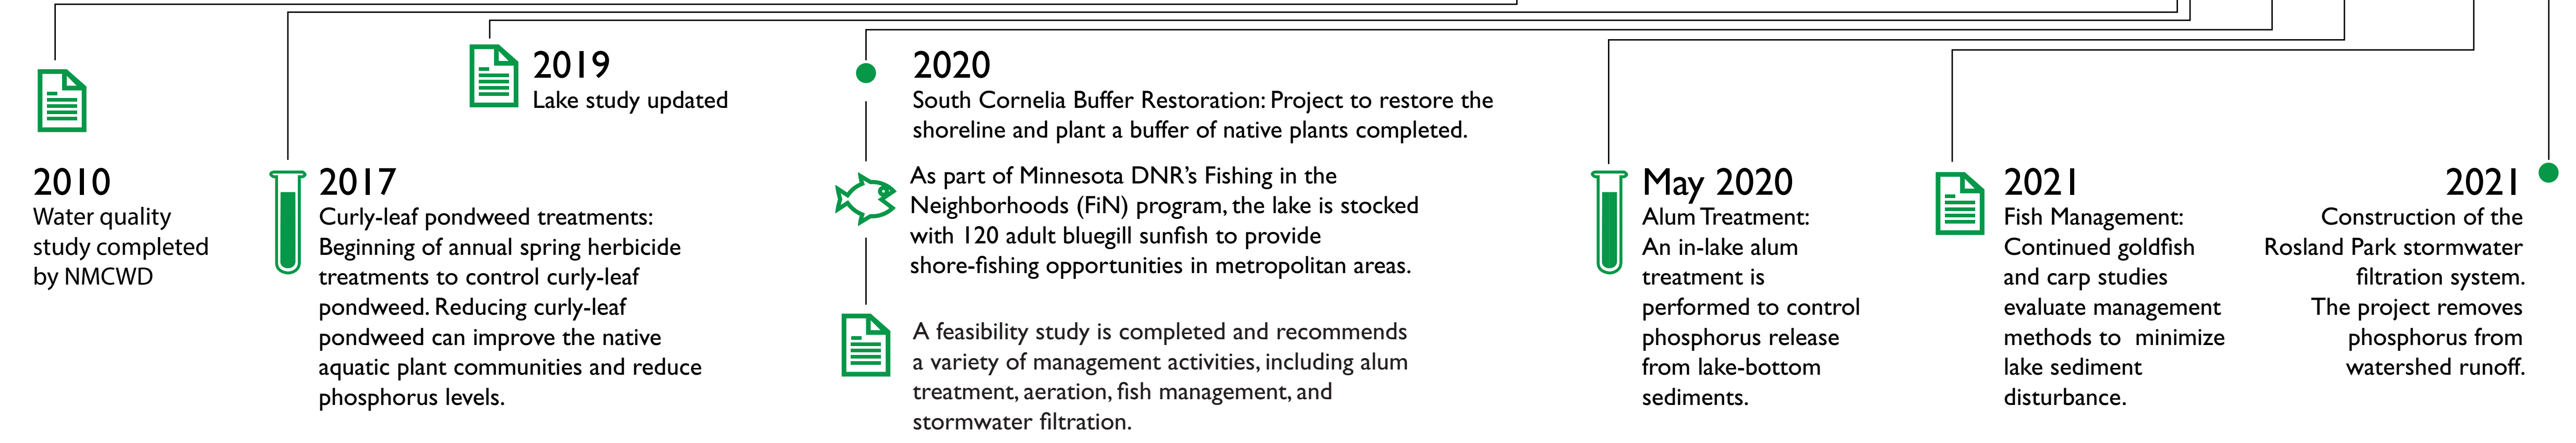 2010
Water quality
study completed
by NMCWD
2017
Curly-leaf pondweed treatments:
Beginning of annual spring herbicide
treatments to control curly-leaf
pondweed. Reducing curly-leaf
pondweed can improve the native
aquatic plant communities and reduce
phosphorus levels.
2019
Lake study updated
2020
South Cornelia Buffer Restoration: Project to restore the
shoreline and plant a buffer of native plants completed.
As part of Minnesota DNR's Fishing in the
Neighborhoods (FiN) program, the lake is stocked
with 120 adult bluegill sunfish to provide
shore-fishing opportunities in metropolitan areas.
A feasibility study is completed and recommends
a variety of management activities, including alum
treatment, aeration, fish management, and
stormwater filtration.
May 2020
Alum Treatment:
An in-lake alum
treatment is
performed to control
phosphorus release
from lake-bottom
sediments.
2021
Fish Management:
Continued goldfish
and carp studies
evaluate management
methods to  minimize
lake sediment
disturbance.
2021
Construction of the
Rosland Park stormwater
filtration system.
The project removes
phosphorus from
watershed runoff.